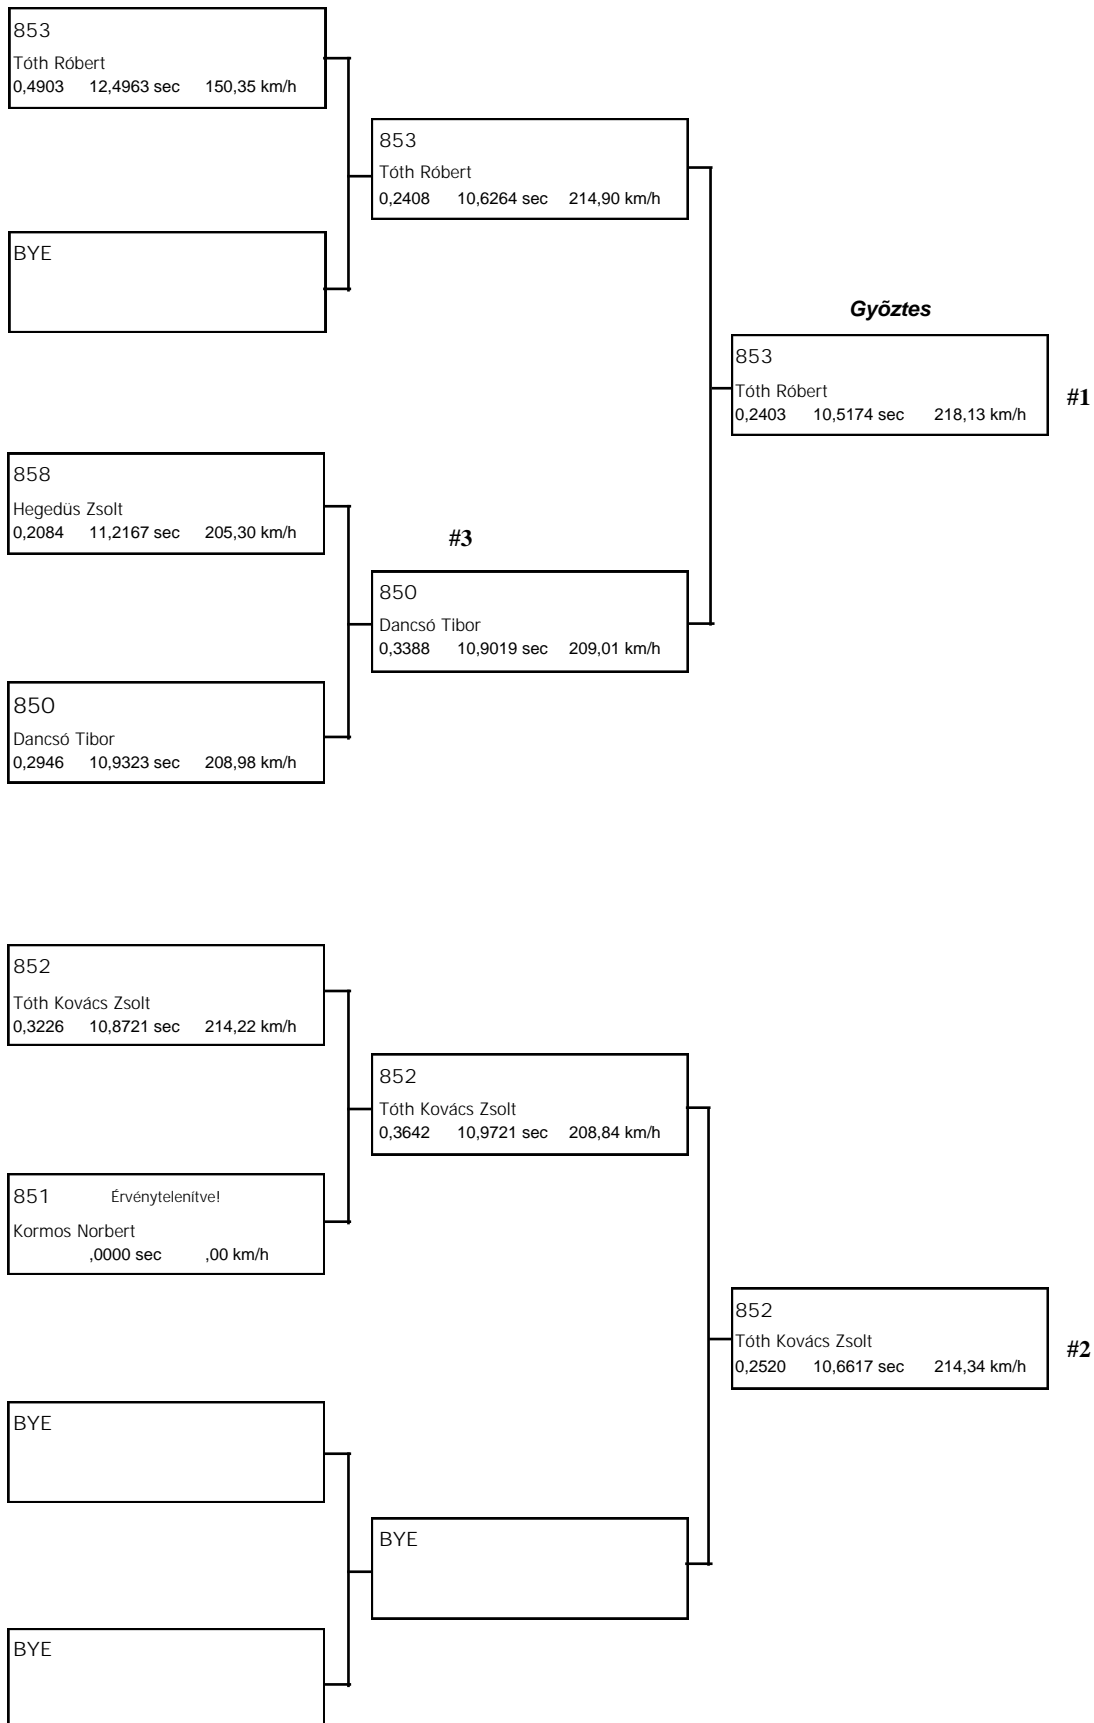 853
Tóth Róbert
0,4903 12,4963 sec 150,35 km/h
853
Tóth Róbert
0,2408 10,6264 sec 214,90 km/h
BYE
Gyõztes
853
Tóth Róbert
0,2403 10,5174 sec 218,13 km/h
#1
858
Hegedüs Zsolt
0,2084 11,2167 sec 205,30 km/h
#3
850
Dancsó Tibor
0,3388 10,9019 sec 209,01 km/h
850
Dancsó Tibor
0,2946 10,9323 sec 208,98 km/h
852
Tóth Kovács Zsolt
0,3226 10,8721 sec 214,22 km/h
852
Tóth Kovács Zsolt
0,3642 10,9721 sec 208,84 km/h
851 Érvénytelenítve!
Kormos Norbert
,0000 sec ,00 km/h
852
Tóth Kovács Zsolt
0,2520 10,6617 sec 214,34 km/h
#2
BYE
BYE
BYE